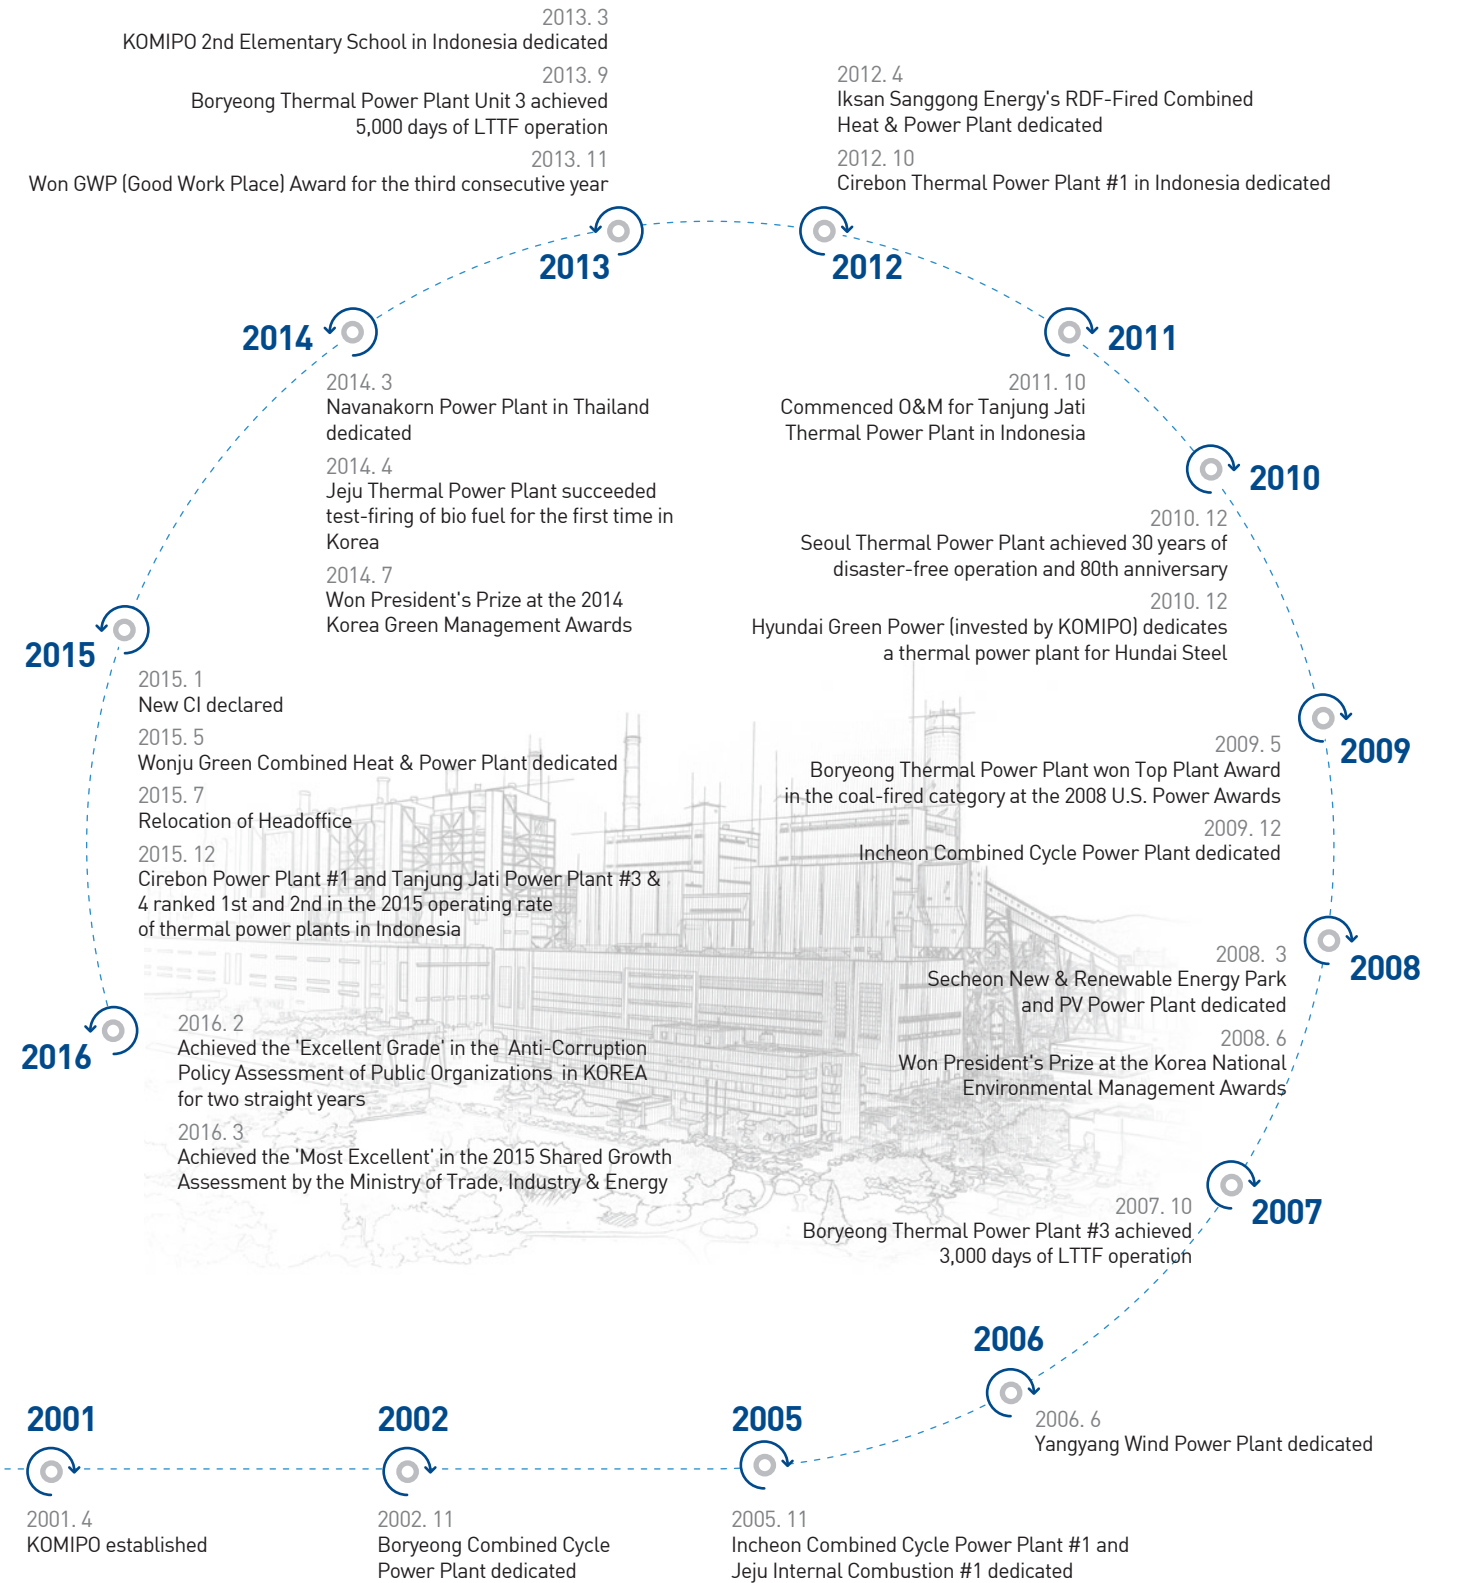 2013. 3
KOMIPO 2nd Elementary School in Indonesia dedicated
2013. 9
Boryeong Thermal Power Plant Unit 3 achieved
5,000 days of LTTF operation
2013. 11
Won GWP (Good Work Place) Award for the third consecutive year
2013
2012. 4
Iksan Sanggong Energy's RDF-Fired Combined
Heat & Power Plant dedicated
2012. 10
Cirebon Thermal Power Plant #1 in Indonesia dedicated
2012
2014
2014. 3
Navanakorn Power Plant in Thailand
dedicated
2014. 4
Jeju Thermal Power Plant succeeded
test-firing of bio fuel for the first time in
Korea
2014. 7
Won President's Prize at the 2014
Korea Green Management Awards
2011
2011. 10
Commenced O&M for Tanjung Jati
Thermal Power Plant in Indonesia
2010
2010. 12
Seoul Thermal Power Plant achieved 30 years of
disaster-free operation and 80th anniversary
2010. 12
Hyundai Green Power (invested by KOMIPO) dedicates
a thermal power plant for Hundai Steel
2015
2015. 1
New CI declared
2015. 5
Wonju Green Combined Heat & Power Plant dedicated
2015. 7
Relocation of Headoffice
2015. 12
Cirebon Power Plant #1 and Tanjung Jati Power Plant #3 &
4 ranked 1st and 2nd in the 2015 operating rate
of thermal power plants in Indonesia
2009
2009. 5
Boryeong Thermal Power Plant won Top Plant Award
in the coal-fired category at the 2008 U.S. Power Awards
2009. 12
Incheon Combined Cycle Power Plant dedicated
2008
2008. 3
Secheon New & Renewable Energy Park
and PV Power Plant dedicated
2008. 6
Won President's Prize at the Korea National
Environmental Management Awards
2016
2016. 2
Achieved the 'Excellent Grade' in the Anti-Corruption
Policy Assessment of Public Organizations in KOREA
for two straight years
2016. 3
Achieved the 'Most Excellent' in the 2015 Shared Growth
Assessment by the Ministry of Trade, Industry & Energy
2007
2007. 10
Boryeong Thermal Power Plant #3 achieved
3,000 days of LTTF operation
2006
2006. 6
Yangyang Wind Power Plant dedicated
2001
2001. 4
KOMIPO established
2002
2002. 11
Boryeong Combined Cycle
Power Plant dedicated
2005
2005. 11
Incheon Combined Cycle Power Plant #1 and
Jeju Internal Combustion #1 dedicated